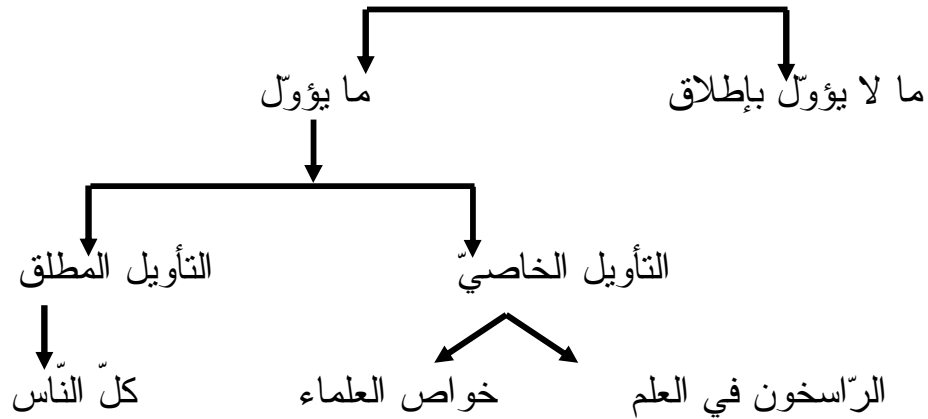 ما لا يؤوّل بإطلاق
ما يؤوّل
التأويل الخاصيّ
التأويل المطلق
الرّاسخون في العلم
خواص العلماء
كلّ النّاس